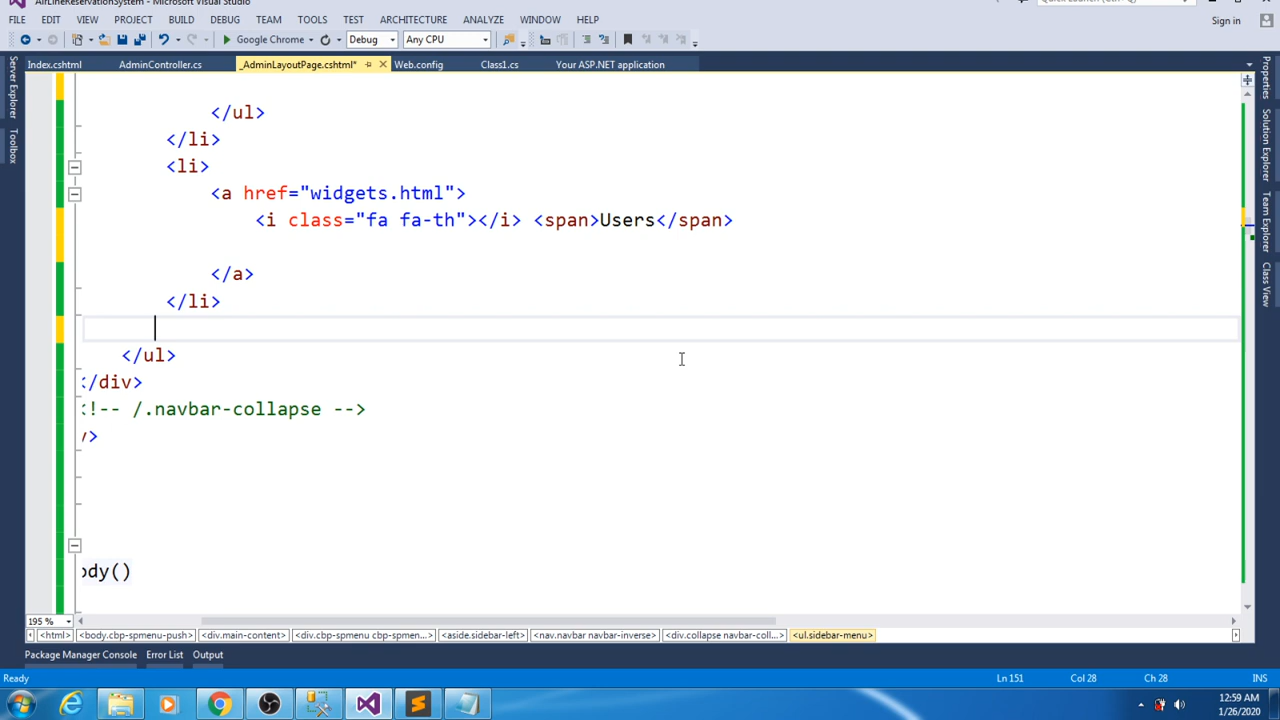 AirLineReservationSystem - Microsoft Visual Studio
Quick Launch (Ctrl+Q)
FILE EDIT VIEW PROJECT BUILD DEBUG TEAM TOOLS TEST ARCHITECTURE ANALYZE WINDOW HELP Sign in
Google Chrome Debug Any CPU
Index.cshtml AdminController.cs _AdminLayoutPage.cshtml* Web.config Class1.cs Your ASP.NET application
Server Explorer
Toolbox
</ul>
</li>
<li>
<a href="widgets.html">
<i class="fa fa-th"></i> <span>Users</span>
</a>
</li>
</ul>
</div>
<!-- /.navbar-collapse -->
v>
ody()
Properties
Solution Explorer
Team Explorer
Class View
195 %
<html> <body.cbp-spmenu-push> <div.main-content> <div.cbp-spmenu cbp-spmen... <aside.sidebar-left> <nav.navbar navbar-inverse> <div.collapse navbar-coll... <ul.sidebar-menu>
Package Manager Console Error List Output
Ready Ln 151 Col 28 Ch 28 INS
12:59 AM
1/26/2020